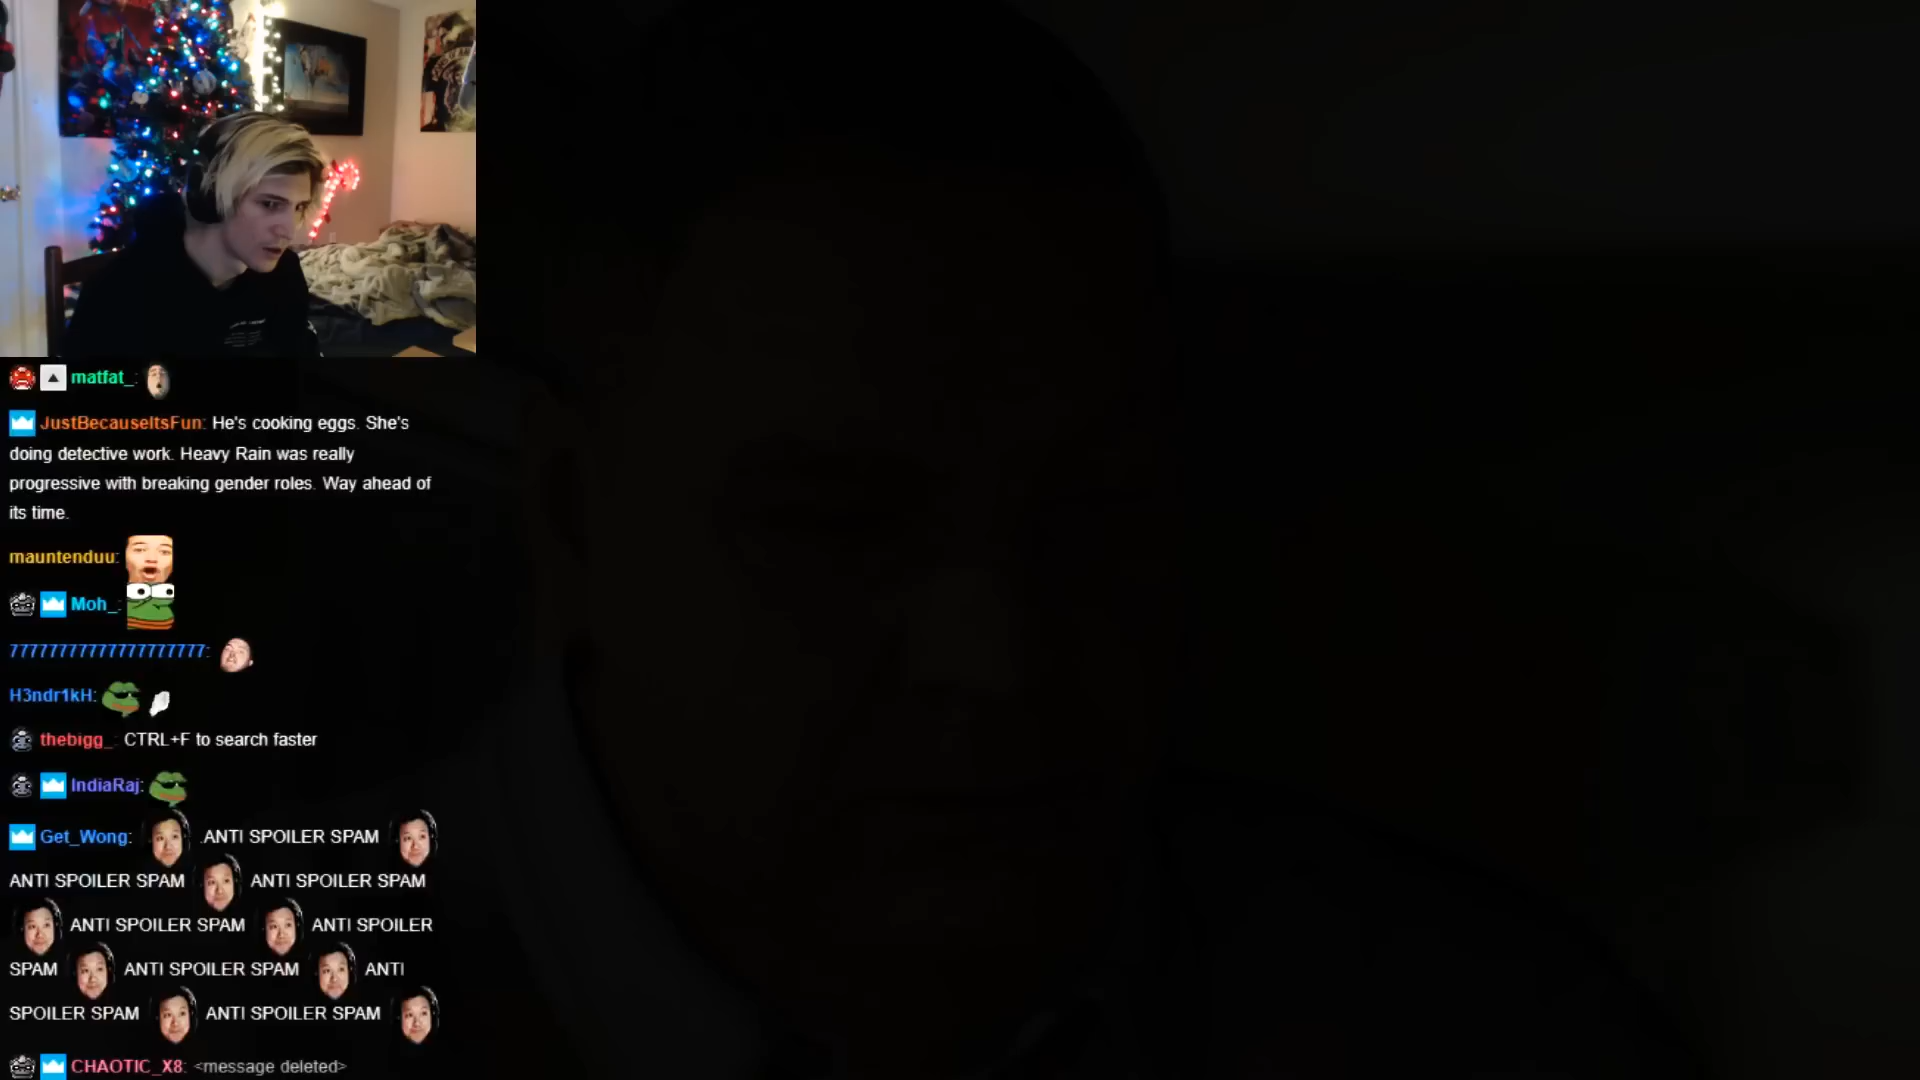 matfat_:
JustBecauseItsFun: He's cooking eggs. She's
doing detective work. Heavy Rain was really
progressive with breaking gender roles. Way ahead of
its time.
mauntenduu:
Moh_:
77777777777777777777:
H3ndr1kH:
thebigg_: CTRL+F to search faster
IndiaRaj:
Get_Wong: .ANTI SPOILER SPAM
ANTI SPOILER SPAM ANTI SPOILER SPAM
ANTI SPOILER SPAM ANTI SPOILER
SPAM ANTI SPOILER SPAM ANTI
SPOILER SPAM ANTI SPOILER SPAM
CHAOTIC_X8: <message deleted>